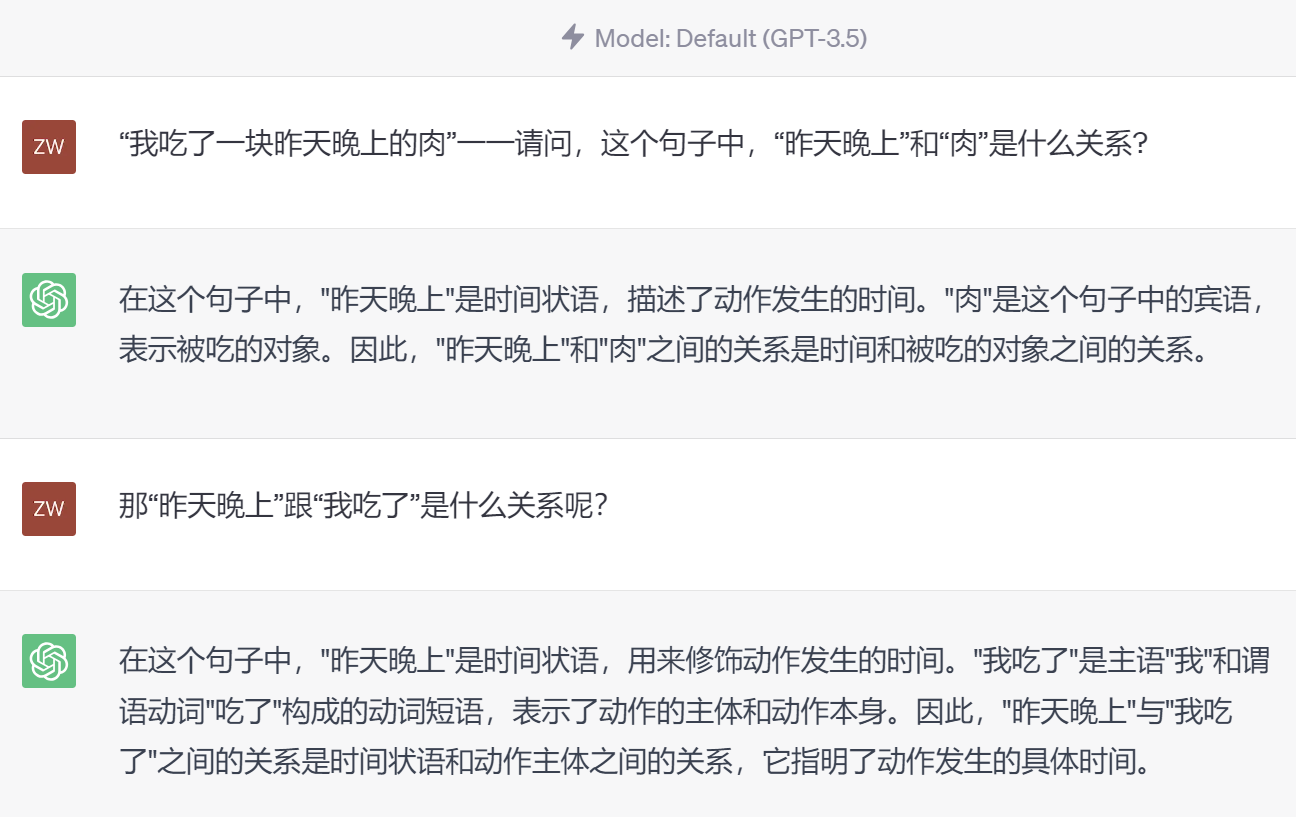 Model: Default (GPT-3.5)
ZW
“我吃了一块昨天晚上的肉”——请问，这个句子中，“昨天晚上”和“肉”是什么关系？
在这个句子中，"昨天晚上"是时间状语，描述了动作发生的时间。"肉"是这个句子中的宾语，
表示被吃的对象。因此，"昨天晚上"和"肉"之间的关系是时间和被吃的对象之间的关系。
ZW
那“昨天晚上”跟“我吃了”是什么关系呢？
在这个句子中，"昨天晚上"是时间状语，用来修饰动作发生的时间。"我吃了"是主语"我"和谓
语动词"吃了"构成的动词短语，表示了动作的主体和动作本身。因此，"昨天晚上"与"我吃
了"之间的关系是时间状语和动作主体之间的关系，它指明了动作发生的具体时间。